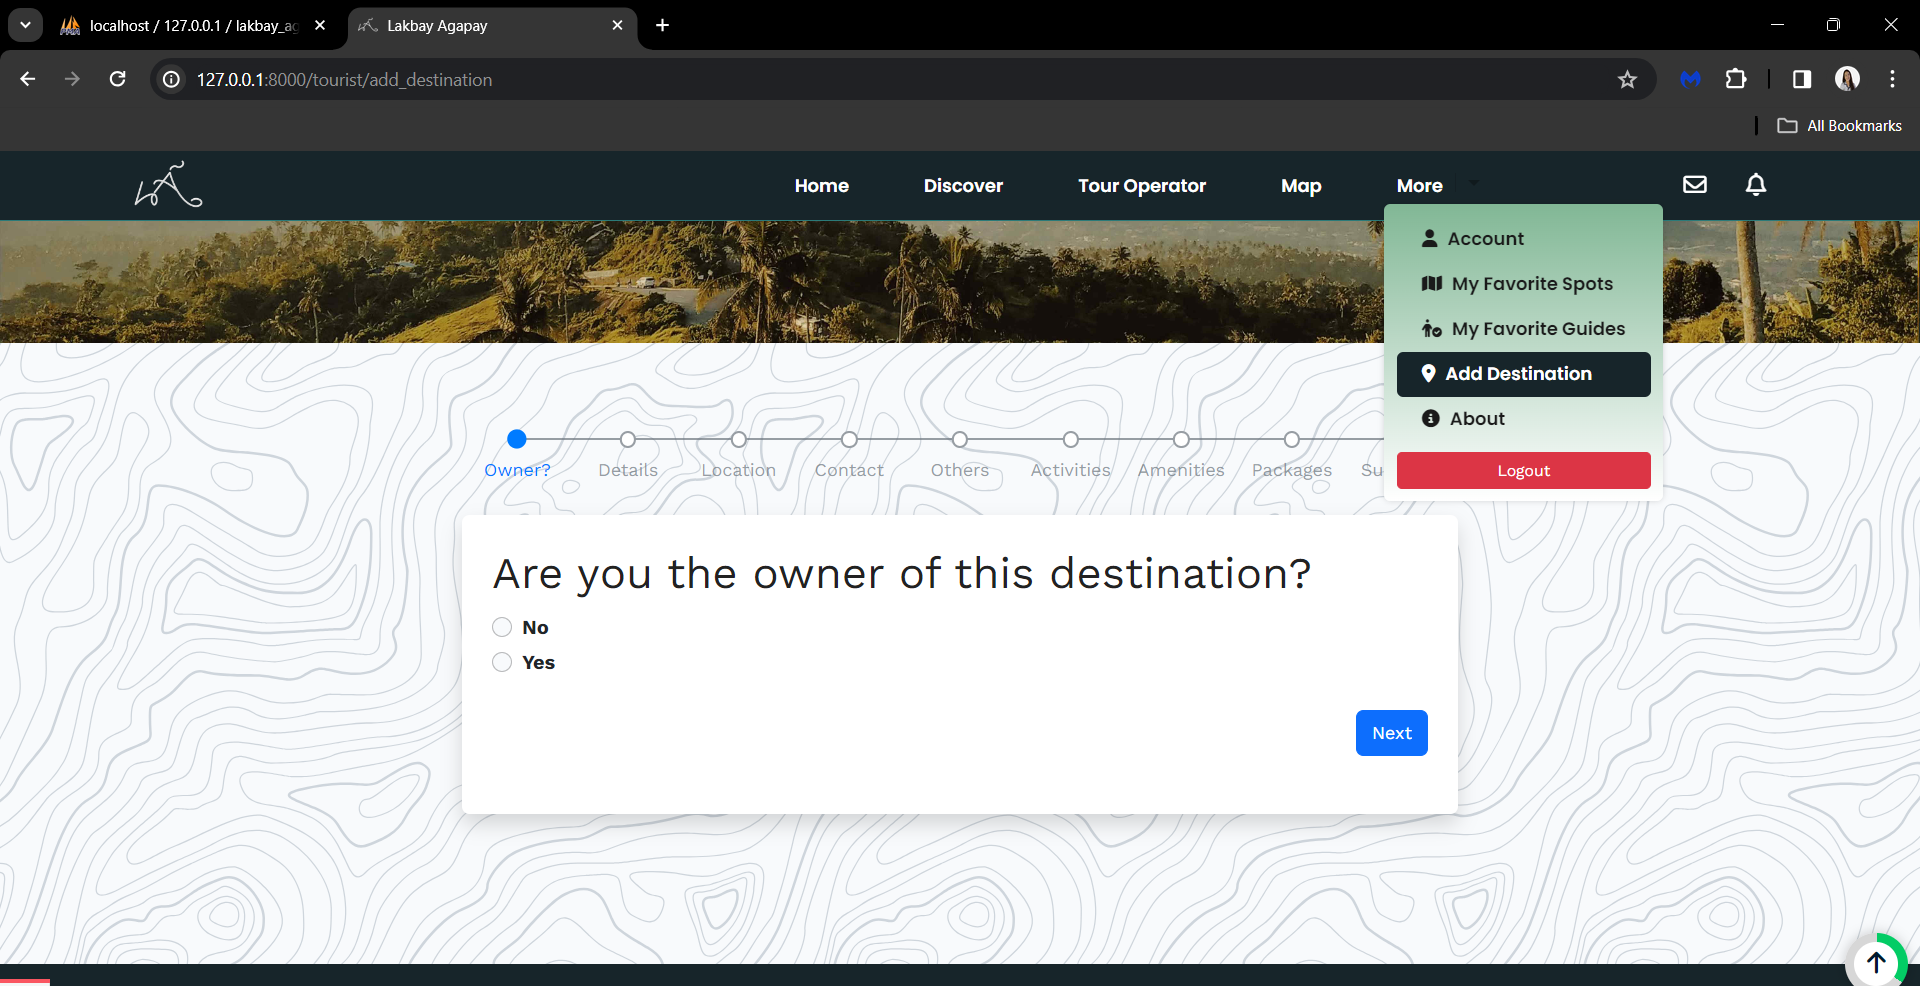 localhost / 127.0.0.1 / lakbay_ag
Lakbay Agapay
127.0.0.1:8000/tourist/add_destination
All Bookmarks
LA
Home Discover Tour Operator Map More
Account
My Favorite Spots
My Favorite Guides
Add Destination
About
Logout
Owner? Details Location Contact Others Activities Amenities Packages Su
Are you the owner of this destination?
No
Yes
Next